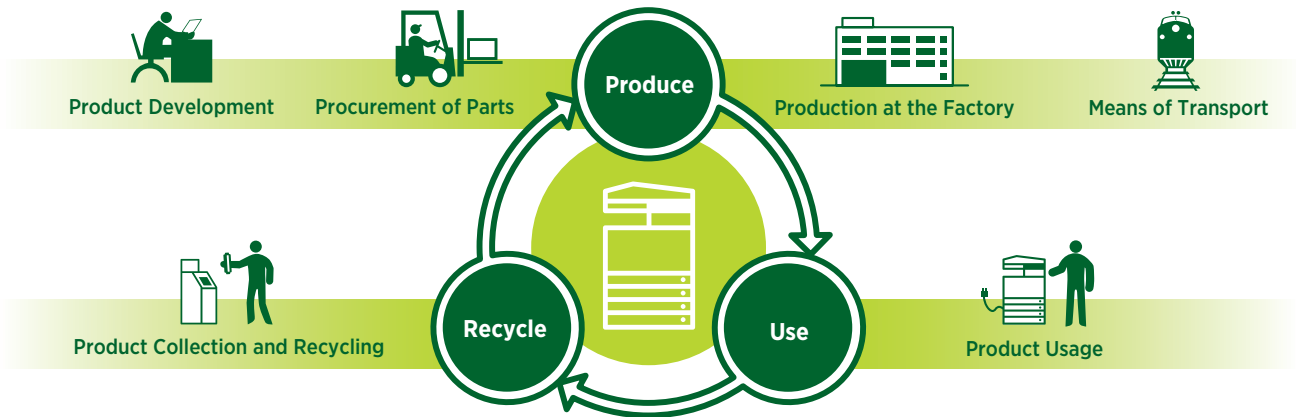 Produce
Product Development
Procurement of Parts
Production at the Factory
Means of Transport
Recycle
Use
Product Collection and Recycling
Product Usage